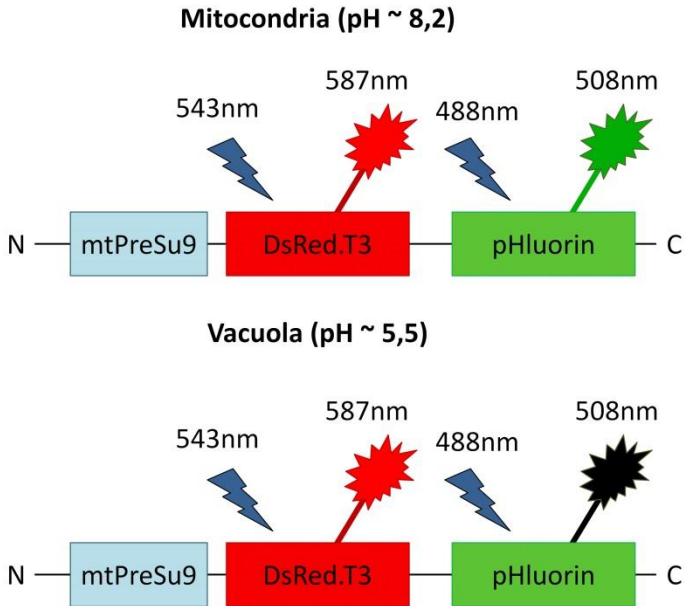 Mitocondria (pH ~ 8,2)
587nm 508nm
543nm 488nm
N mtPreSu9 DsRed.T3 pHluorin C
Vacuola (pH ~ 5,5)
587nm 508nm
543nm 488nm
N mtPreSu9 DsRed.T3 pHluorin C